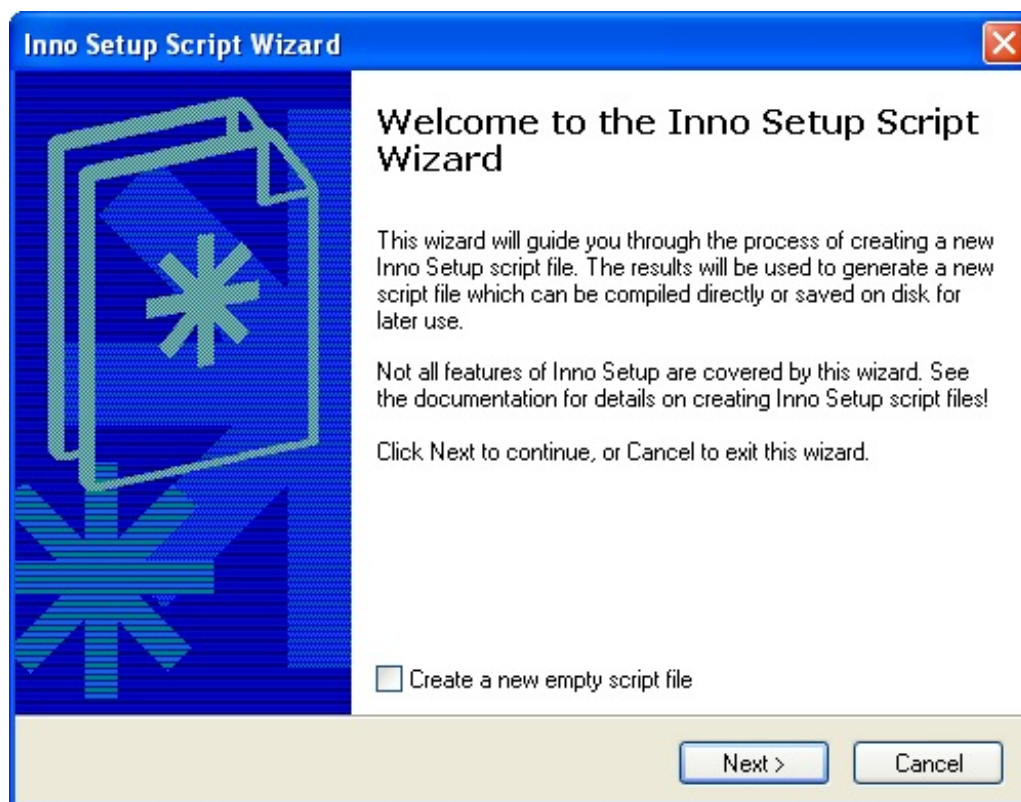 Inno Setup Script Wizard
Welcome to the Inno Setup Script
Wizard
This wizard will guide you through the process of creating a new
Inno Setup script file. The results will be used to generate a new
script file which can be compiled directly or saved on disk for
later use.
Not all features of Inno Setup are covered by this wizard. See
the documentation for details on creating Inno Setup script files!
Click Next to continue, or Cancel to exit this wizard.
Create a new empty script file
Next >
Cancel